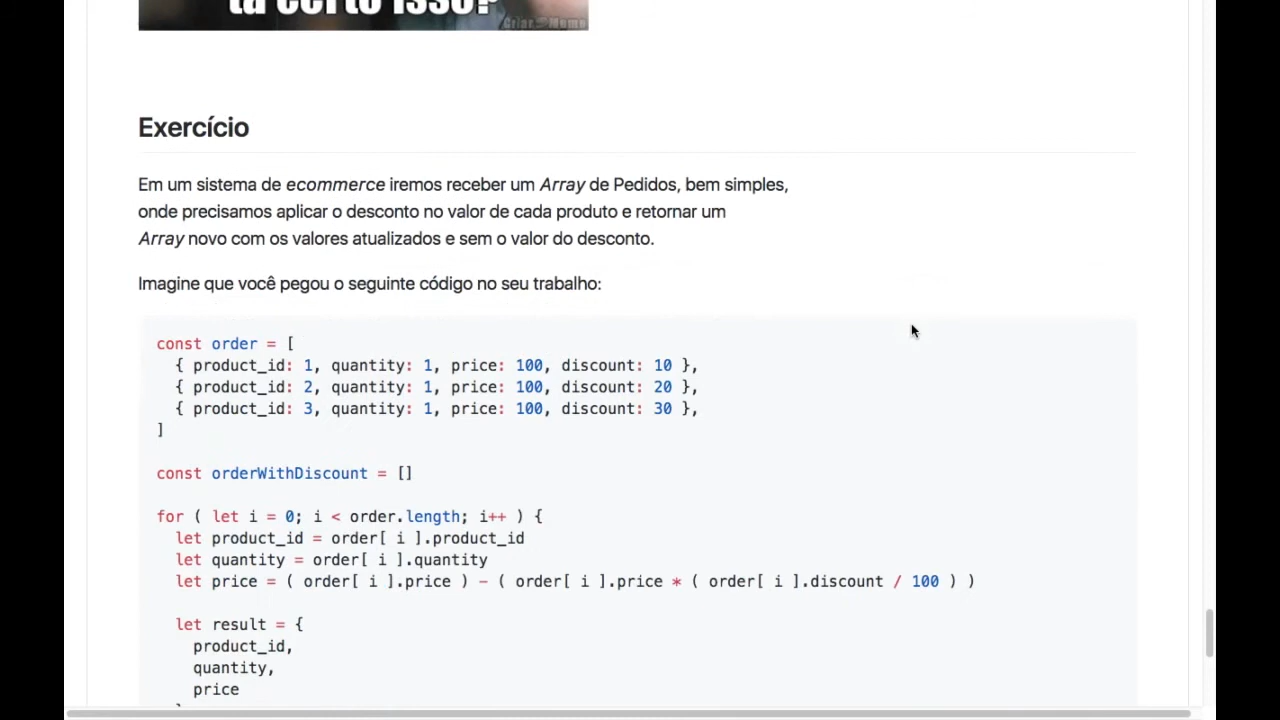 tá certo isso?
Criar Meme
Exercício
Em um sistema de ecommerce iremos receber um Array de Pedidos, bem simples,
onde precisamos aplicar o desconto no valor de cada produto e retornar um
Array novo com os valores atualizados e sem o valor do desconto.
Imagine que você pegou o seguinte código no seu trabalho:
const order = [
{ product_id: 1, quantity: 1, price: 100, discount: 10 },
{ product_id: 2, quantity: 1, price: 100, discount: 20 },
{ product_id: 3, quantity: 1, price: 100, discount: 30 },
]
const orderWithDiscount = []
for ( let i = 0; i < order.length; i++ ) {
let product_id = order[ i ].product_id
let quantity = order[ i ].quantity
let price = ( order[ i ].price ) - ( order[ i ].price * ( order[ i ].discount / 100 ) )
let result = {
product_id,
quantity,
price